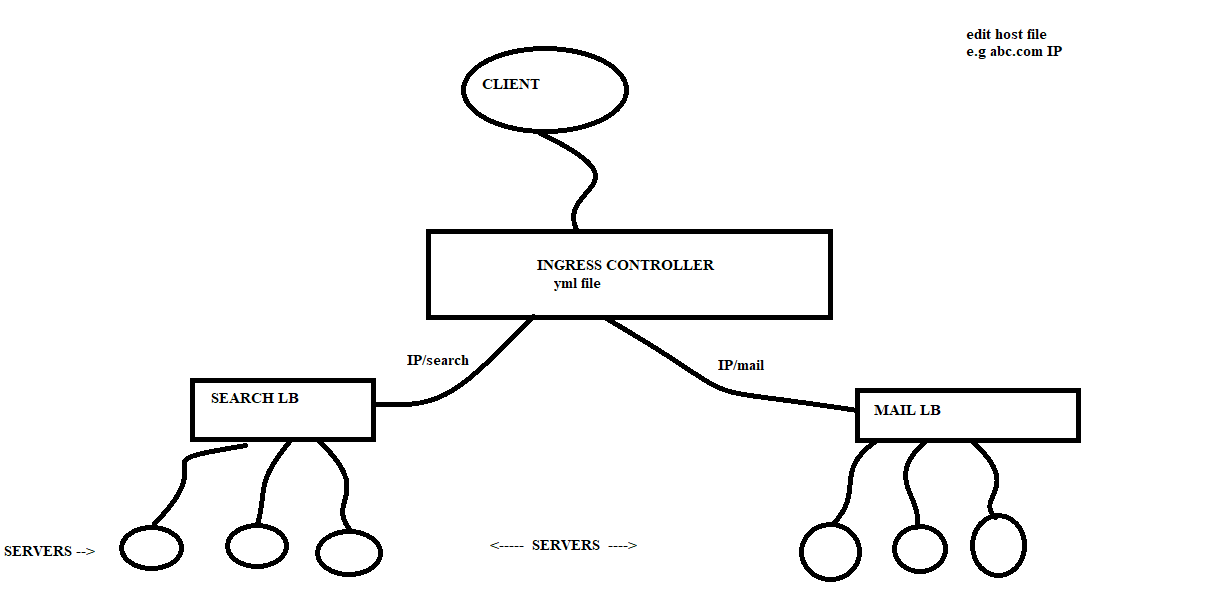 edit host file
e.g abc.com IP
CLIENT
INGRESS CONTROLLER
yml file
IP/search
IP/mail
SEARCH LB
MAIL LB
SERVERS -->
<----- SERVERS ---->